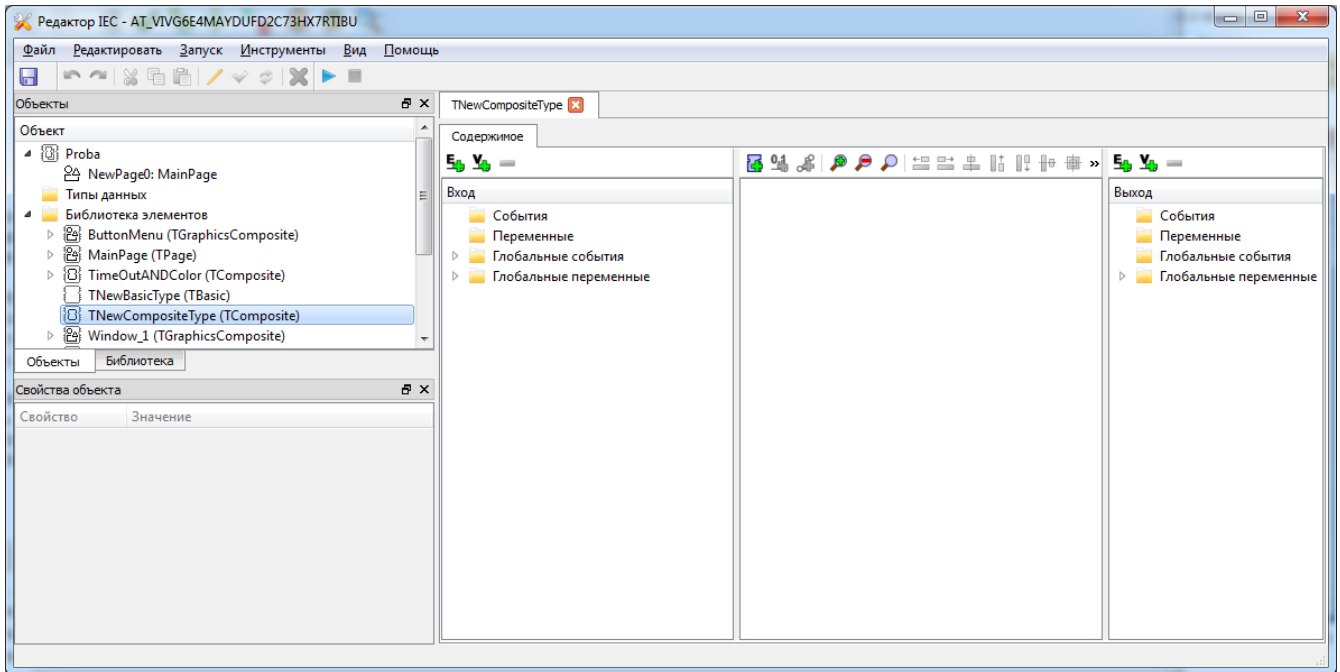 Редактор IEC - AT_VIVG6E4MAYDUFD2C73HX7RTIBU
Файл Редактировать Запуск Инструменты Вид Помощь
Объекты
Объект
Proba
NewPage0: MainPage
Типы данных
Библиотека элементов
ButtonMenu (TGraphicsComposite)
MainPage (TPage)
TimeOutANDColor (TComposite)
TNewBasicType (TBasic)
TNewCompositeType (TComposite)
Window_1 (TGraphicsComposite)
Объекты Библиотека
Свойства объекта
Свойство Значение
TNewCompositeType
Содержимое
E V
Вход
События
Переменные
Глобальные события
Глобальные переменные
»
E V
Выход
События
Переменные
Глобальные события
Глобальные переменные